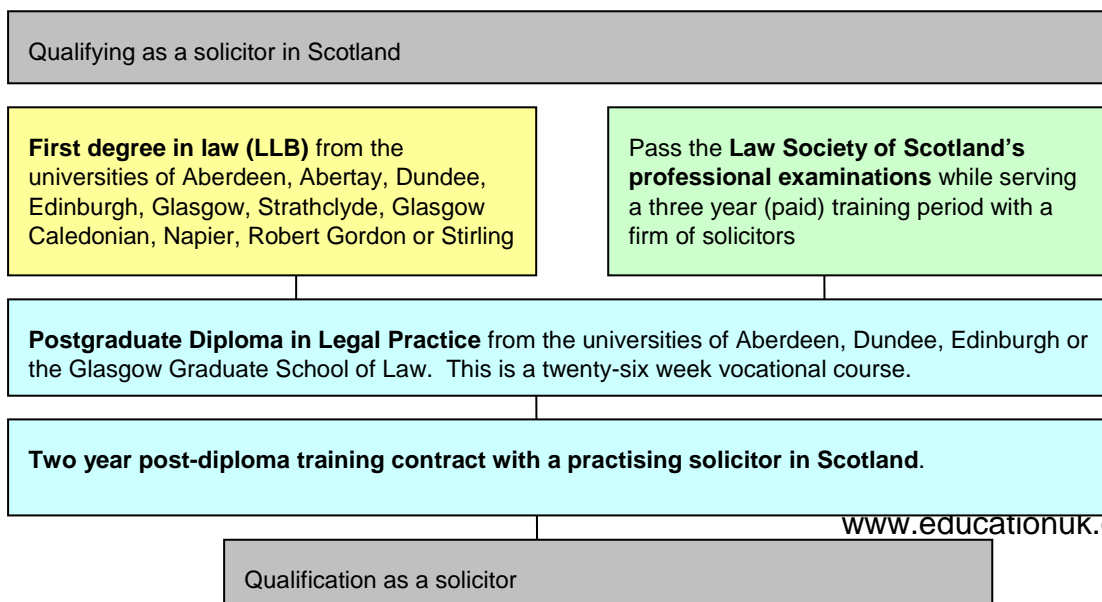 Qualifying as a solicitor in Scotland
First degree in law (LLB) from the
universities of Aberdeen, Abertay, Dundee,
Edinburgh, Glasgow, Strathclyde, Glasgow
Caledonian, Napier, Robert Gordon or Stirling
Pass the Law Society of Scotland’s
professional examinations while serving
a three year (paid) training period with a
firm of solicitors
Postgraduate Diploma in Legal Practice from the universities of Aberdeen, Dundee, Edinburgh or
the Glasgow Graduate School of Law.  This is a twenty-six week vocational course.
Two year post-diploma training contract with a practising solicitor in Scotland.
www.educationuk.
Qualification as a solicitor